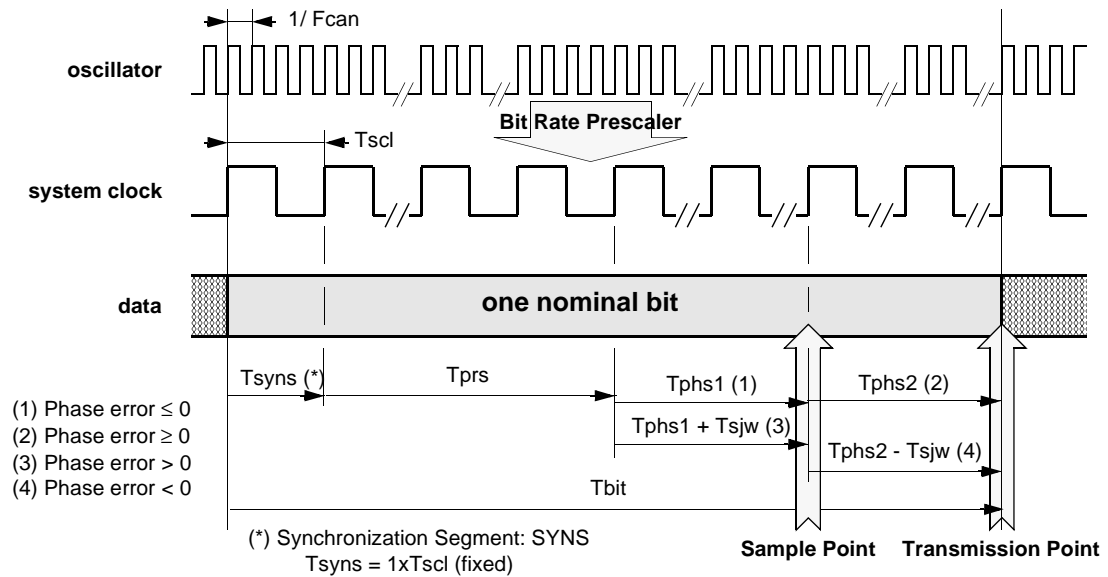 1/ Fcan
oscillator
Bit Rate Prescaler
Tscl
system clock
data
one nominal bit
Tsyns (*)
Tprs
Tphs1 (1)
Tphs2 (2)
(1) Phase error ≤ 0
(2) Phase error ≥ 0
(3) Phase error > 0
(4) Phase error < 0
Tphs1 + Tsjw (3)
Tphs2 - Tsjw (4)
Tbit
(*) Synchronization Segment: SYNS
Tsyns = 1xTscl (fixed)
Sample Point
Transmission Point